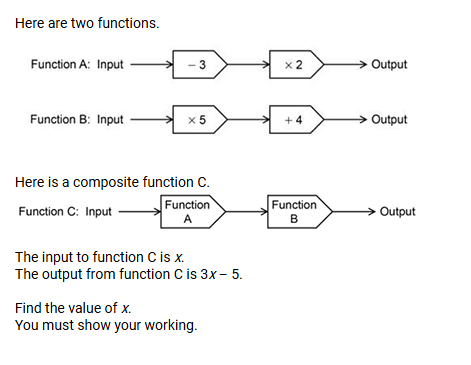 Here are two functions.
Function A: Input - 3 × 2 Output
Function B: Input × 5 + 4 Output
Here is a composite function C.
Function C: Input Function A Function B Output
The input to function C is x.
The output from function C is 3x – 5.
Find the value of x.
You must show your working.